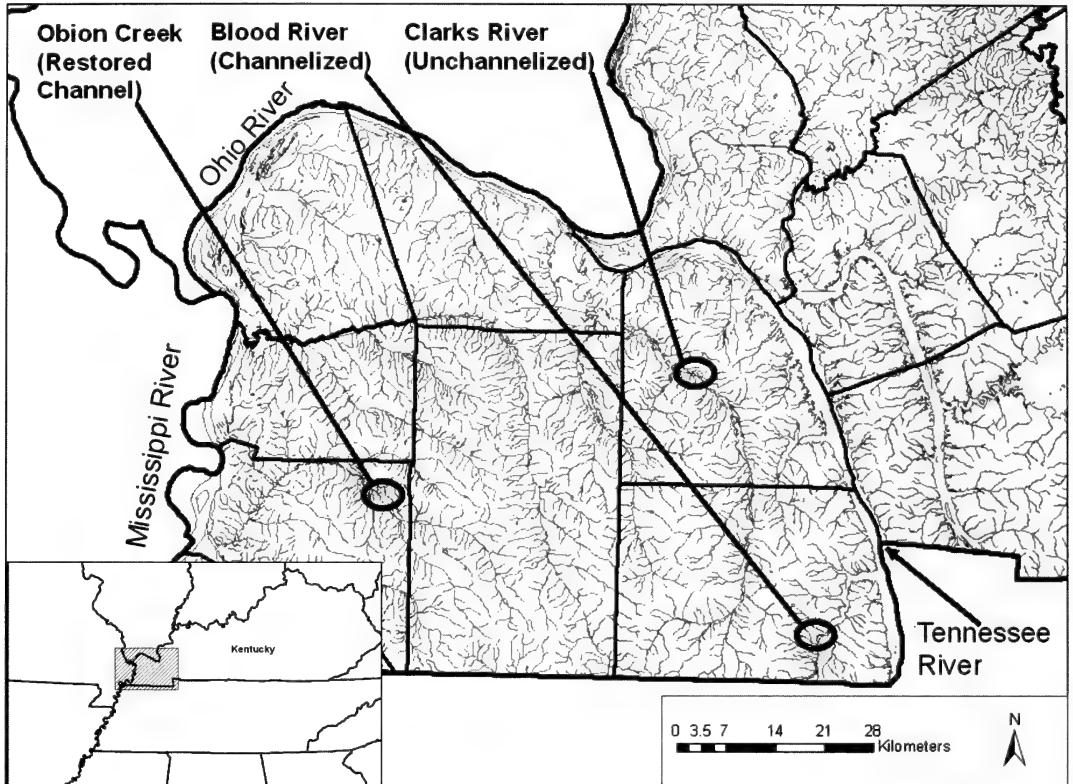 Obion Creek
(Restored
Channel)
Blood River
(Channelized)
Clarks River
(Unchannelized)
Ohio River
Mississippi River
Kentucky
Tennessee
River
0 3.5 7 14 21 28
Kilometers
N